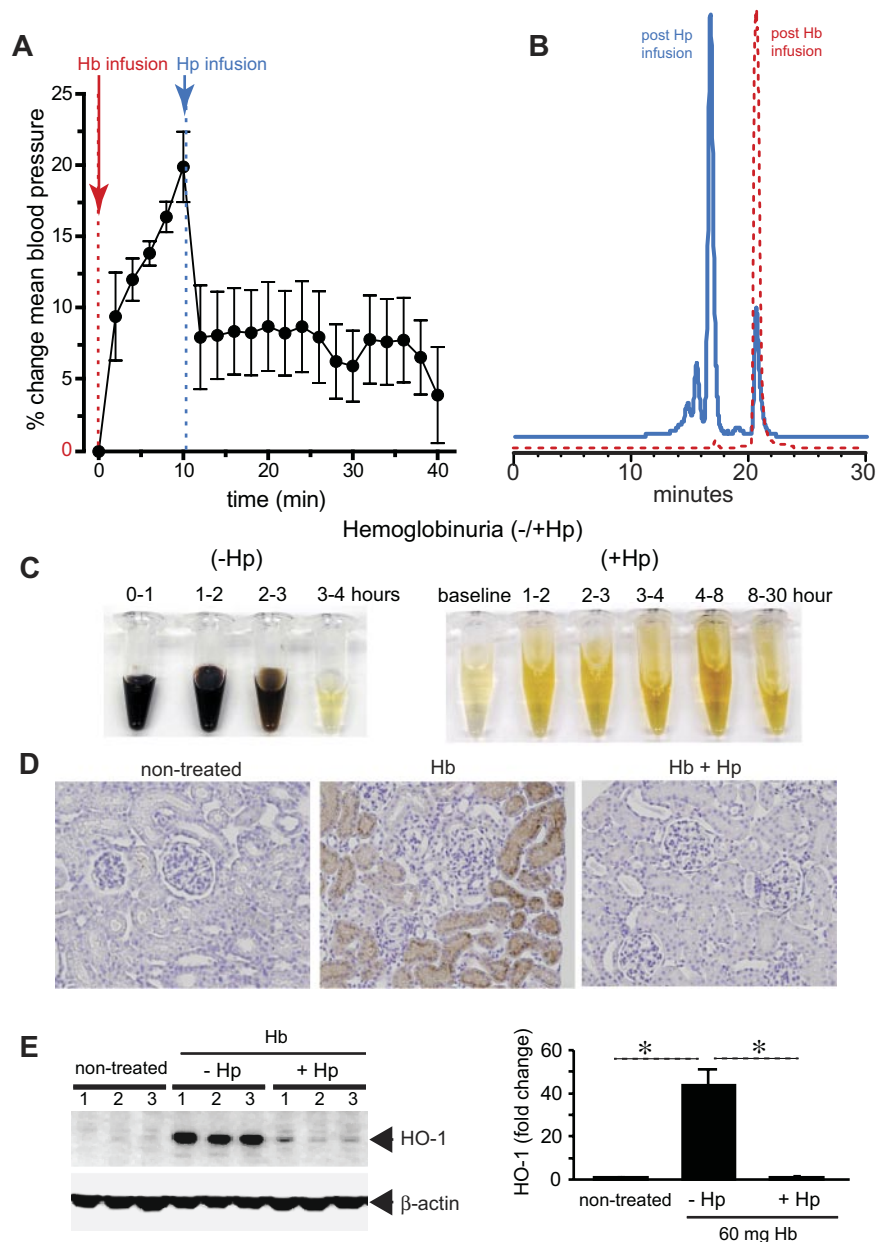 A
Hb infusion
Hp infusion
% change mean blood pressure
25
20
15
10
5
0
0
10
20
30
40
time (min)
B
post Hp
infusion
post Hb
infusion
0
10
20
30
minutes
Hemoglobinuria (-/+Hp)
C
(-Hp)
(+Hp)
0-1
1-2
2-3
3-4 hours
baseline
1-2
2-3
3-4
4-8
8-30 hour
D
non-treated
Hb
Hb + Hp
E
Hb
non-treated
- Hp
+ Hp
1 2 3 1 2 3 1 2 3
HO-1
β-actin
HO-1 (fold change)
60
40
20
0
* *
non-treated
- Hp
+ Hp
60 mg Hb